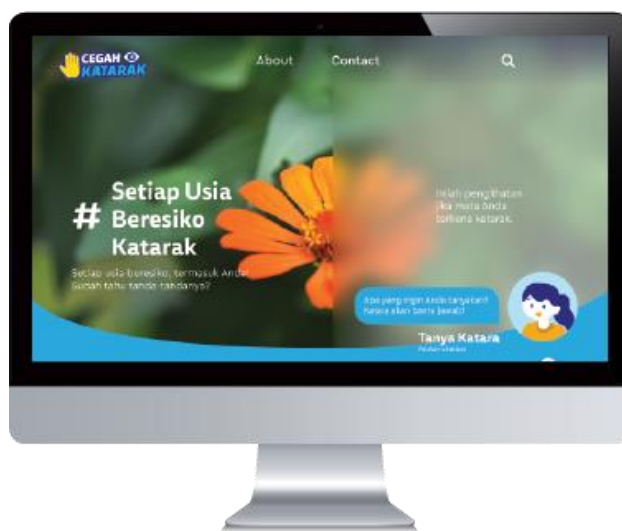 CEGAH
KATARAK
About
Contact
# Setiap Usia
Beresiko
Katarak
Setiap usia beresiko, termasuk Anda!
Sudah tahu tanda-tandanya?
Inilah penglihatan
jika mata Anda
terkena katarak.
Apa yang ingin Anda tanyakan?
Katara akan bantu jawab!
Tanya Katara